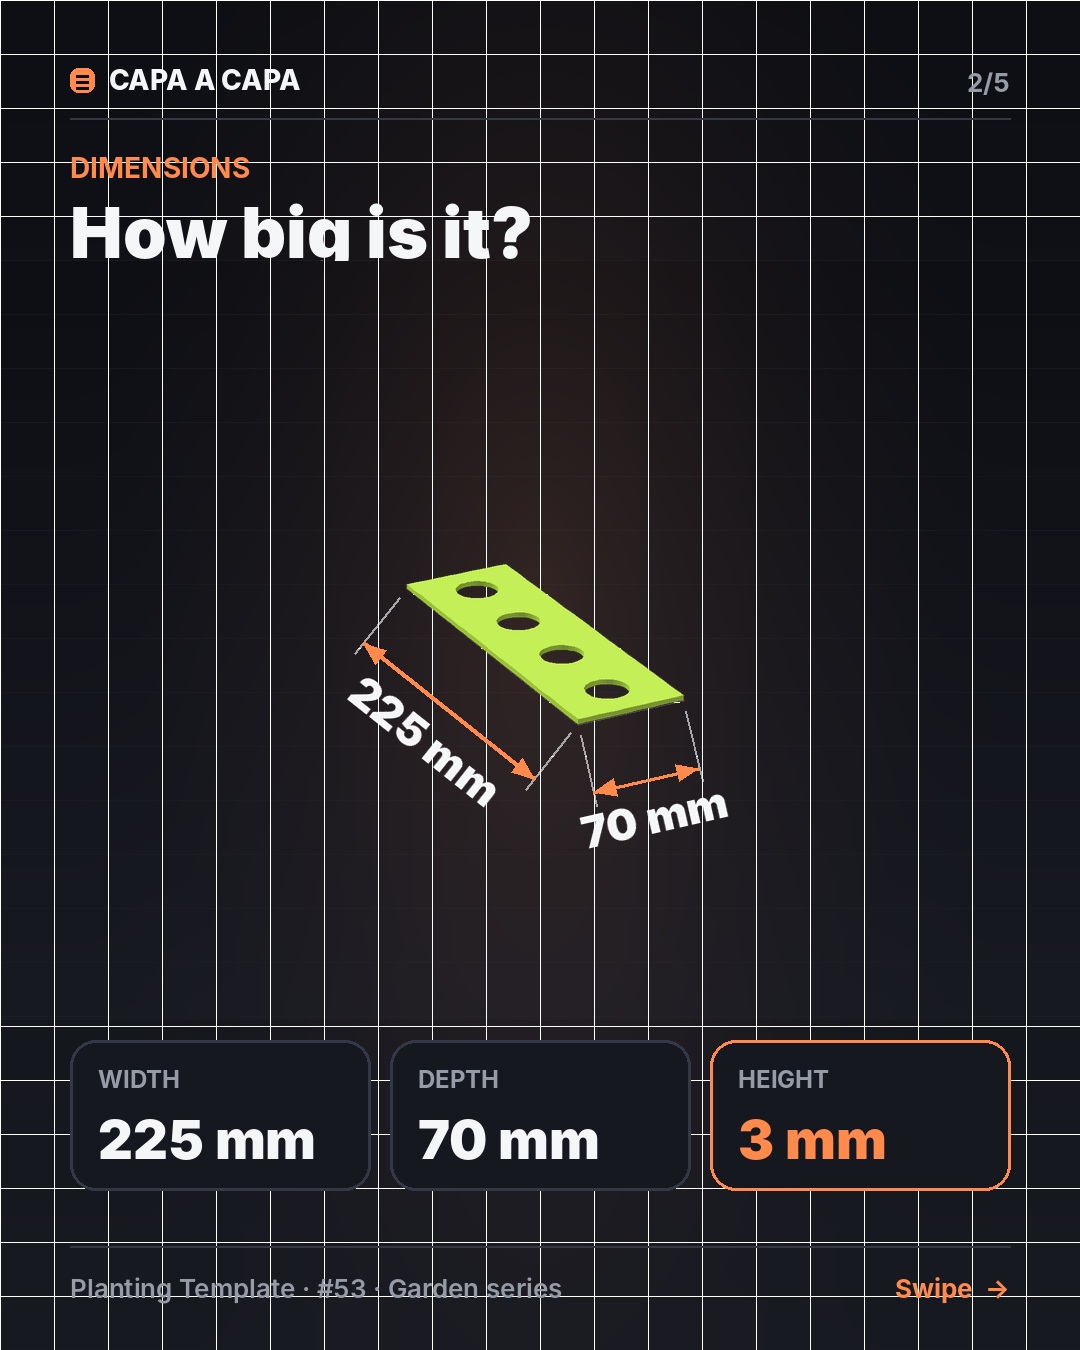 CAPA A CAPA
2/5
DIMENSIONS
How big is it?
225 mm
70 mm
WIDTH
225 mm
DEPTH
70 mm
HEIGHT
3 mm
Planting Template · #53 · Garden series
Swipe →